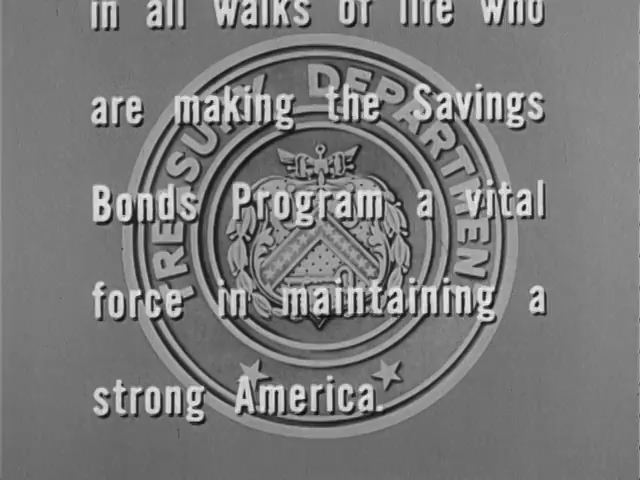 in all walks of life who
are making the Savings
Bonds Program a vital
force in maintaining a
strong America.
TREASURY DEPARTMENT